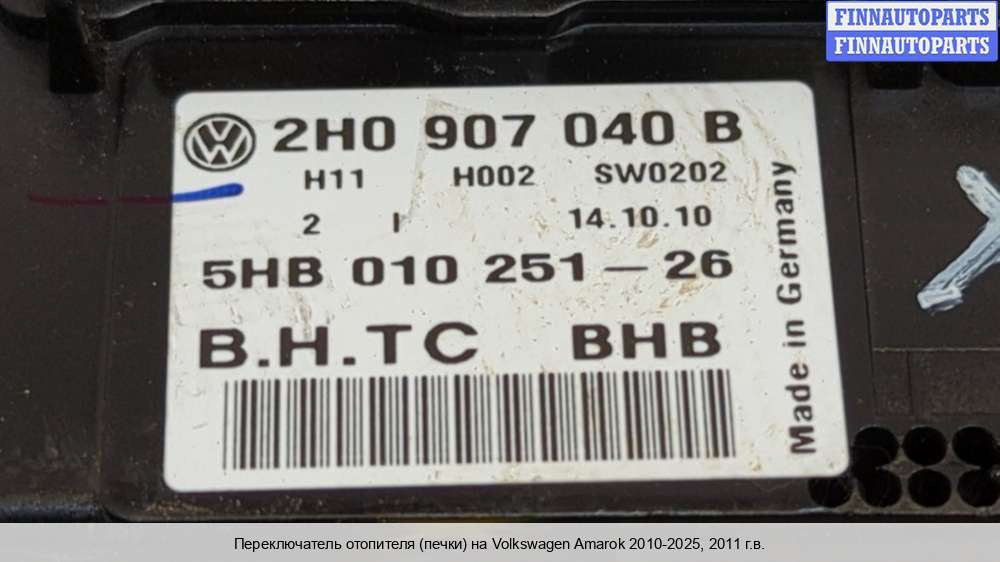 FINNAUTOPARTS
FINNAUTOPARTS
2H0 907 040 B
H11 H002 SW0202
2 I 14.10.10
5HB 010 251-26
B.H.TC BHB
Made in Germany
Переключатель отопителя (печки) на Volkswagen Amarok 2010-2025, 2011 г.в.